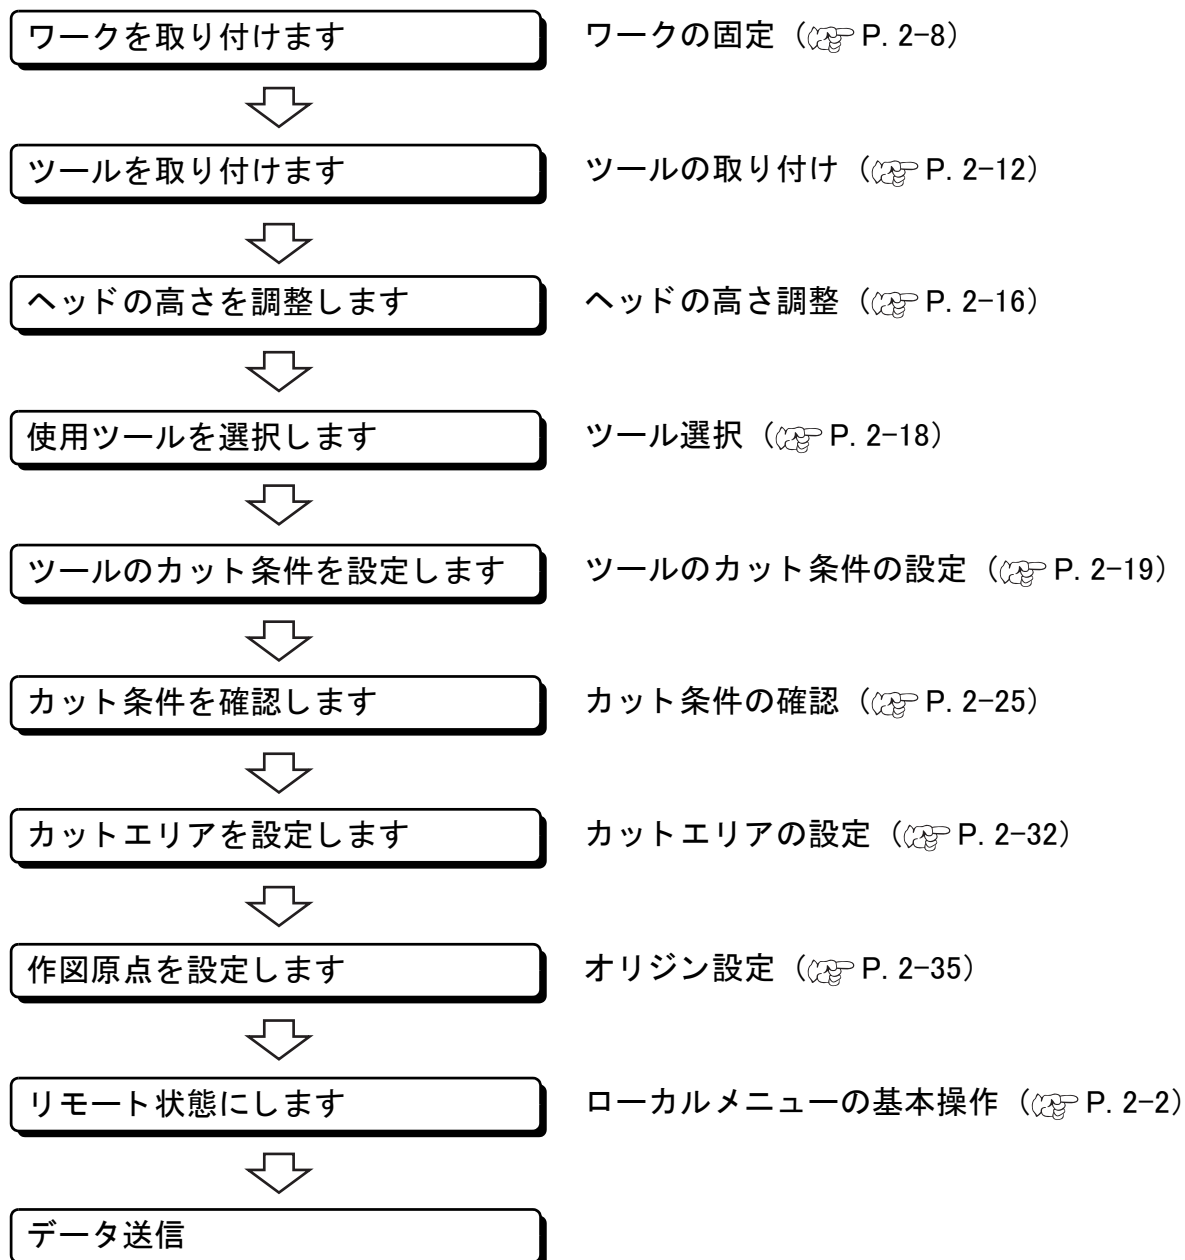 ワークを取り付けます
ワークの固定（P. 2-8）
ツールを取り付けます
ツールの取り付け（P. 2-12）
ヘッドの高さを調整します
ヘッドの高さ調整（P. 2-16）
使用ツールを選択します
ツール選択（P. 2-18）
ツールのカット条件を設定します
ツールのカット条件の設定（P. 2-19）
カット条件を確認します
カット条件の確認（P. 2-25）
カットエリアを設定します
カットエリアの設定（P. 2-32）
作図原点を設定します
オリジン設定（P. 2-35）
リモート状態にします
ローカルメニューの基本操作（P. 2-2）
データ送信